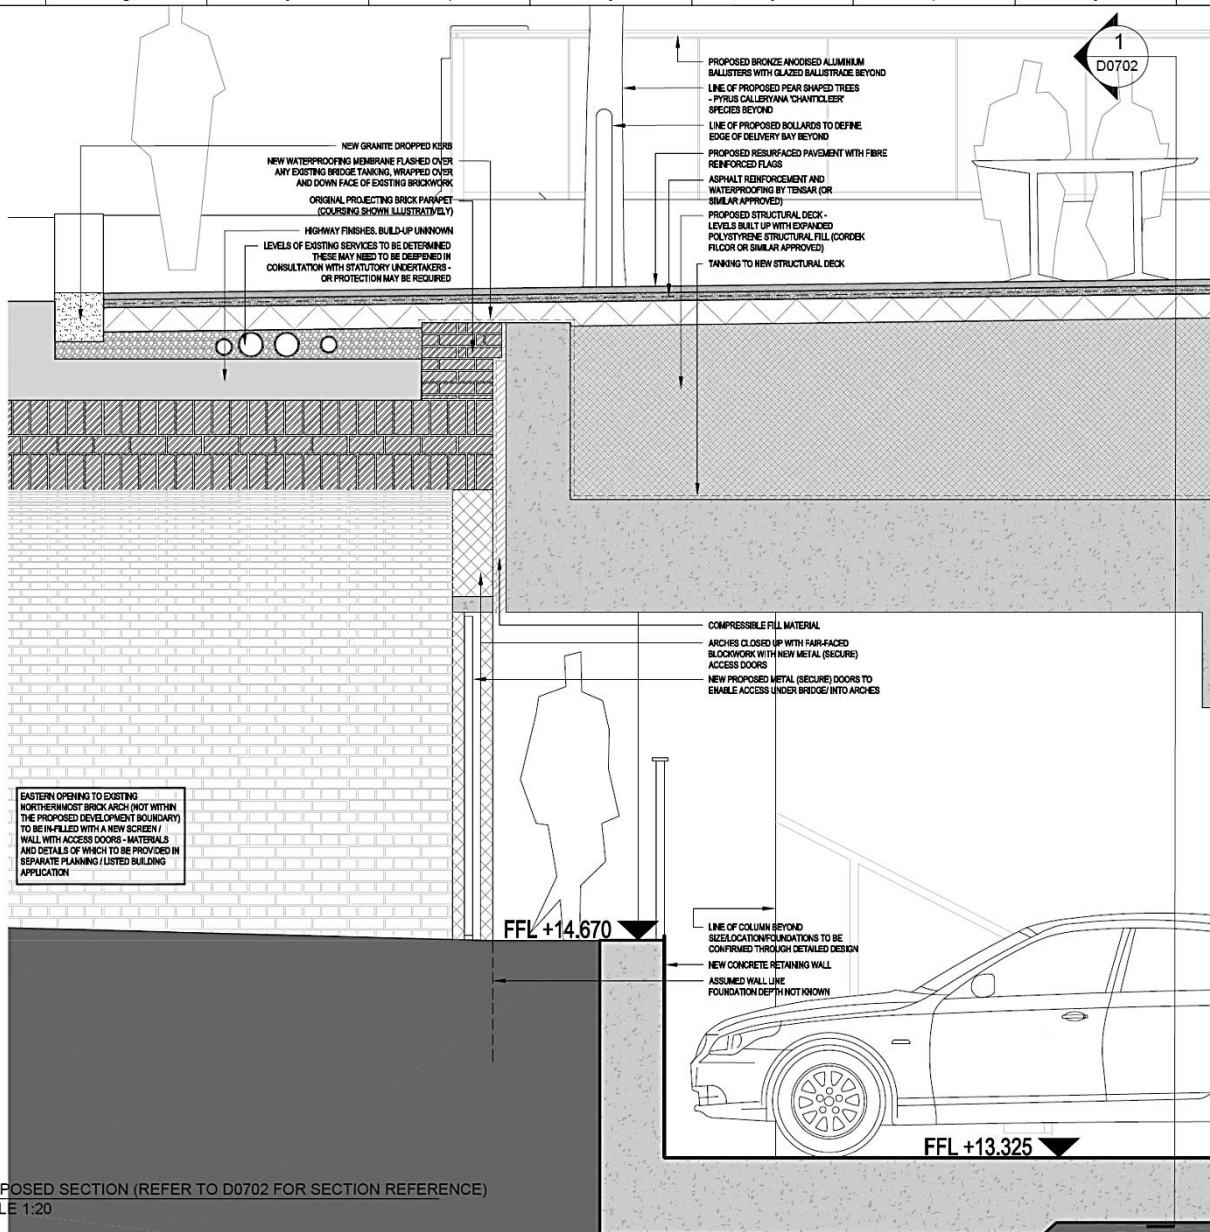 1
D0702
PROPOSED BRONZE ANODISED ALUMINIUM
BALUSTERS WITH GLAZED BALUSTRADE BEYOND
LINE OF PROPOSED PEAR SHAPED TREES
- PYRUS CALLERYANA 'CHANTICLEER'
SPECIES BEYOND
LINE OF PROPOSED BOLLARDS TO DEFINE
EDGE OF DELIVERY BAY BEYOND
PROPOSED RESURFACED PAVEMENT WITH FIBRE
REINFORCED FLAGS
ASPHALT REINFORCEMENT AND
WATERPROOFING BY TENSAR (OR
SIMILAR APPROVED)
PROPOSED STRUCTURAL DECK -
LEVELS BUILT UP WITH EXPANDED
POLYSTYRENE STRUCTURAL FILL (CORDEK
FILCOR OR SIMILAR APPROVED)
TANKING TO NEW STRUCTURAL DECK
NEW GRANITE DROPPED KERB
NEW WATERPROOFING MEMBRANE FLASHED OVER
ANY EXISTING BRIDGE TANKING, WRAPPED OVER
AND DOWN FACE OF EXISTING BRICKWORK
ORIGINAL PROJECTING BRICK PARAPET
(COURSING SHOWN ILLUSTRATIVELY)
HIGHWAY FINISHES. BUILD-UP UNKNOWN
LEVELS OF EXISTING SERVICES TO BE DETERMINED
THESE MAY NEED TO BE DEEPENED IN
CONSULTATION WITH STATUTORY UNDERTAKERS -
OR PROTECTION MAY BE REQUIRED
COMPRESSIBLE FILL MATERIAL
ARCHES CLOSED UP WITH FAIR-FACED
BLOCKWORK WITH NEW METAL (SECURE)
ACCESS DOORS
NEW PROPOSED METAL (SECURE) DOORS TO
ENABLE ACCESS UNDER BRIDGE/ INTO ARCHES
EASTERN OPENING TO EXISTING
NORTHERNMOST BRICK ARCH (NOT WITHIN
THE PROPOSED DEVELOPMENT BOUNDARY)
TO BE IN-FILLED WITH A NEW SCREEN /
WALL WITH ACCESS DOORS - MATERIALS
AND DETAILS OF WHICH TO BE PROVIDED IN
SEPARATE PLANNING / LISTED BUILDING
APPLICATION
FFL +14.670
LINE OF COLUMN BEYOND
SIZE/LOCATION/FOUNDATIONS TO BE
CONFIRMED THROUGH DETAILED DESIGN
NEW CONCRETE RETAINING WALL
ASSUMED WALL LINE
FOUNDATION DEPTH NOT KNOWN
FFL +13.325
POSED SECTION (REFER TO D0702 FOR SECTION REFERENCE)
LE 1:20